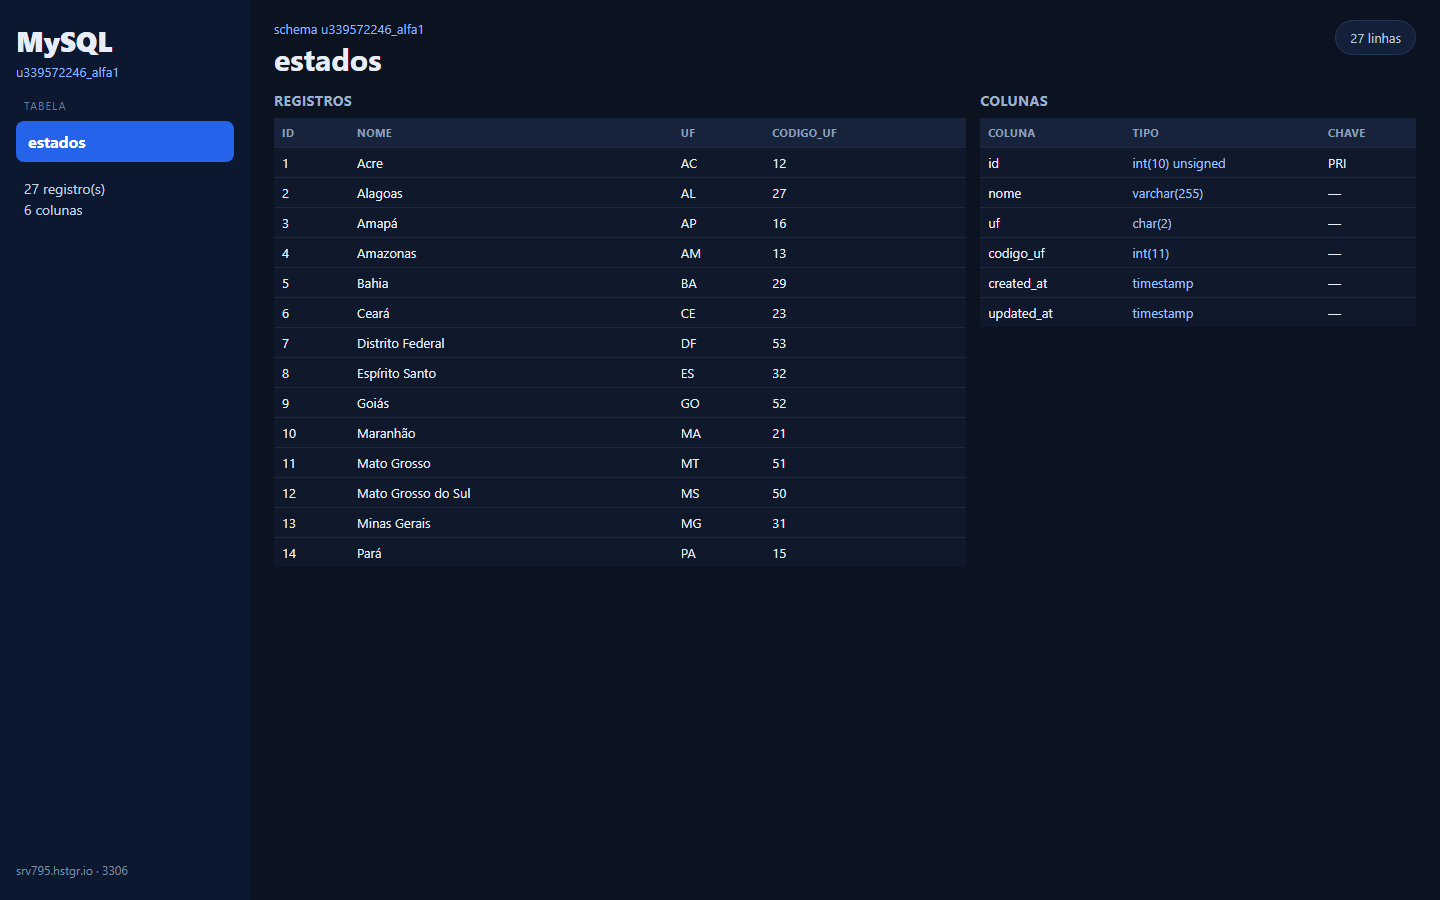 MySQL
u339572246_alfa1
TABELA
estados
27 registro(s)
6 colunas
srv795.hstgr.io · 3306
schema u339572246_alfa1
estados
27 linhas
REGISTROS
ID NOME UF CODIGO_UF
1 Acre AC 12
2 Alagoas AL 27
3 Amapá AP 16
4 Amazonas AM 13
5 Bahia BA 29
6 Ceará CE 23
7 Distrito Federal DF 53
8 Espírito Santo ES 32
9 Goiás GO 52
10 Maranhão MA 21
11 Mato Grosso MT 51
12 Mato Grosso do Sul MS 50
13 Minas Gerais MG 31
14 Pará PA 15
COLUNAS
COLUNA TIPO CHAVE
id int(10) unsigned PRI
nome varchar(255) —
uf char(2) —
codigo_uf int(11) —
created_at timestamp —
updated_at timestamp —